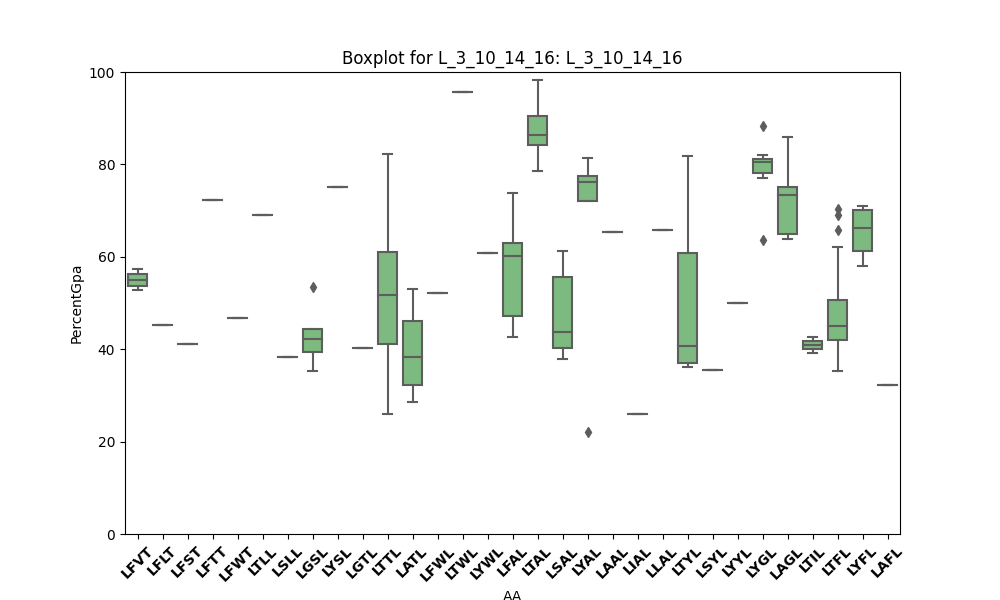 Boxplot for L_3_10_14_16: L_3_10_14_16
100
80
60
40
20
0
PercentGpa
LFVT LFLT LFST LFTT LFWT LTLL LSLL LGSL LYSL LGTL LTTL LATL LFWL LTWL LYWL LFAL LTAL LSAL LYAL LAAL LIAL LLAL LTYL LSYL LYYL LYGL LAGL LTIL LTFL LYFL LAFL
AA